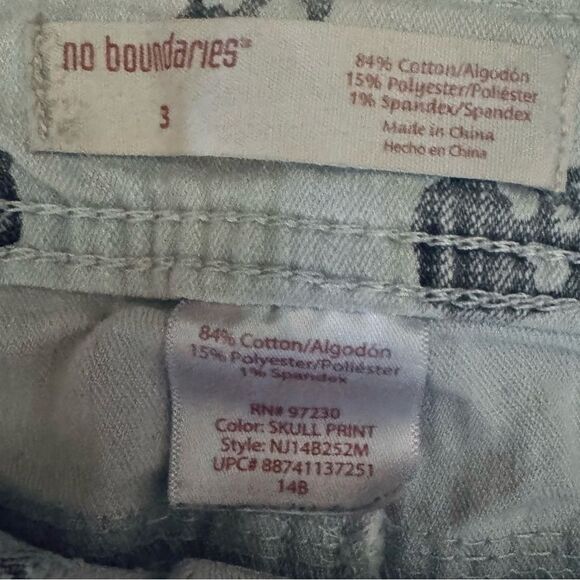 no boundaries™
3
84% Cotton/Algodón
15% Polyester/Poliéster
1% Spandex/Spandex
Made in China
Hecho en China
84% Cotton/Algodón
15% Polyester/Poliéster
1% Spandex
RN# 97230
Color: SKULL PRINT
Style: NJ14B252M
UPC# 88741137251
14B